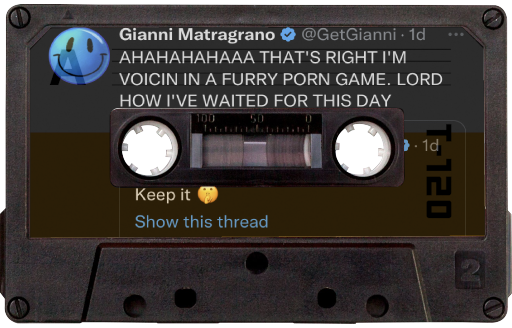 Gianni Matragrano @GetGianni · 1d
AHAHAHAHAAA THAT'S RIGHT I'M
VOICIN IN A FURRY PORN GAME. LORD
HOW I'VE WAITED FOR THIS DAY
100 50 0
· 1d
T-120
Keep it 🤫
Show this thread
A
2